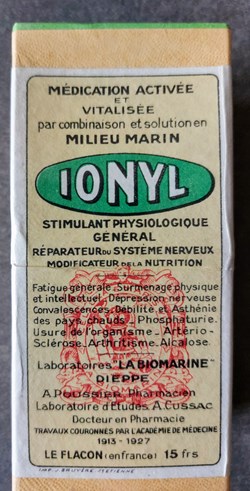 MÉDICATION ACTIVÉE
ET
VITALISÉE
par combinaison et solution en
MILIEU MARIN
IONYL
STIMULANT PHYSIOLOGIQUE
GÉNÉRAL
RÉPARATEUR DU SYSTÈME NERVEUX
MODIFICATEUR DE LA NUTRITION
Fatigue générale. Surmenage physique
et intellectuel. Dépression nerveuse
Convalescences. Débilité et Asthénie
des pays chauds. Phosphaturie.
Usure de l'organisme. Artério-
Sclérose. Arthritisme. Alcalose.
Laboratoires "LA BIOMARINE"
DIEPPE
A. POUSSIER Pharmacien
Laboratoire d'Études A. CUSSAC
Docteur en Pharmacie
TRAVAUX COURONNÉS PAR L'ACADÉMIE DE MÉDECINE
1913 - 1927
LE FLACON (en france) 15 frs
IMP. BRUYÈRE